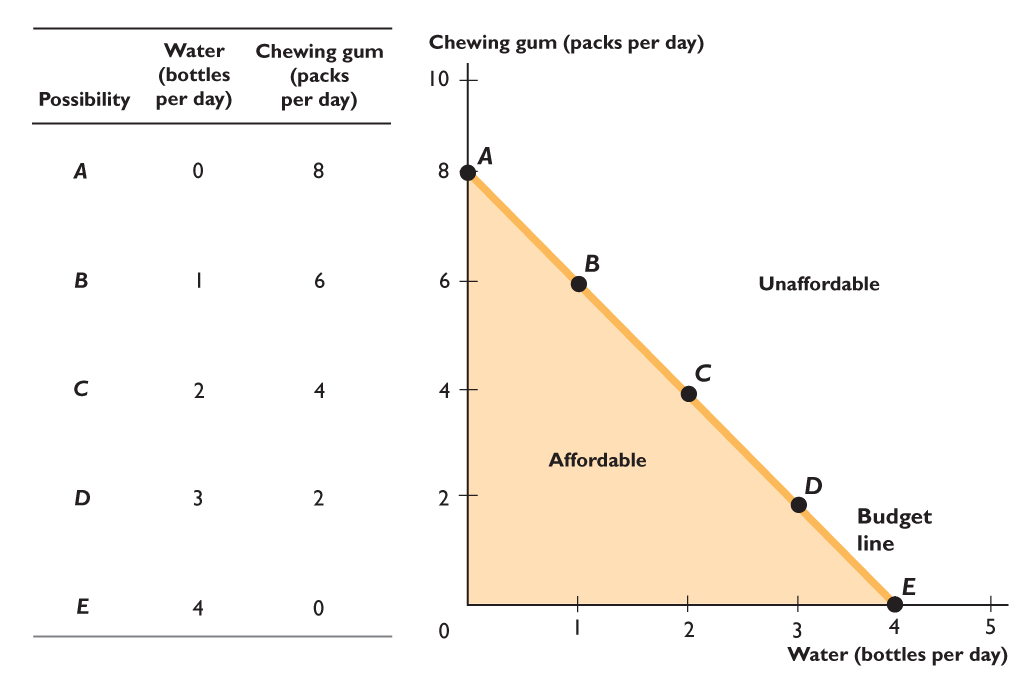 Possibility Water (bottles per day) Chewing gum (packs per day)
A 0 8
B 1 6
C 2 4
D 3 2
E 4 0
Chewing gum (packs per day)
10
8
6
4
2
0
A
B
C
D
E
Unaffordable
Affordable
Budget
line
1 2 3 4 5
Water (bottles per day)